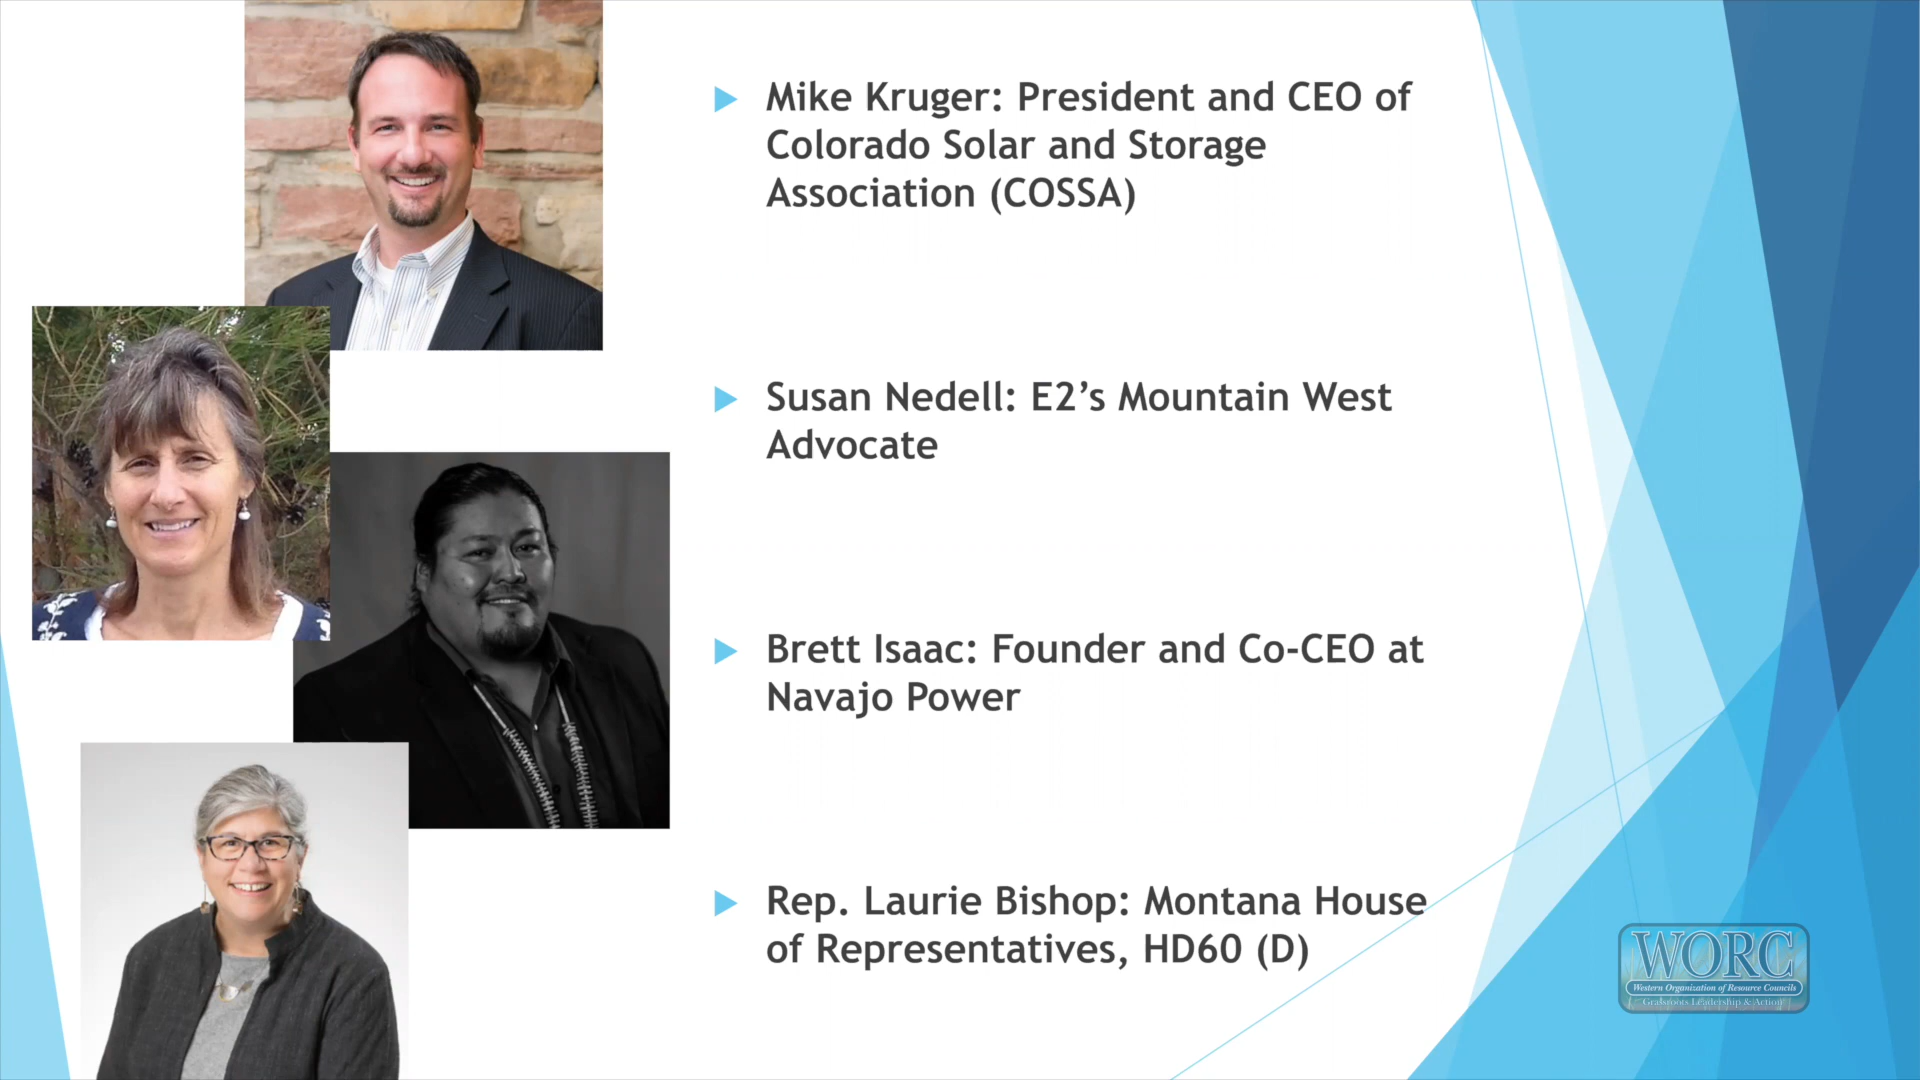 Mike Kruger: President and CEO of
Colorado Solar and Storage
Association (COSSA)
Susan Nedell: E2’s Mountain West
Advocate
Brett Isaac: Founder and Co-CEO at
Navajo Power
Rep. Laurie Bishop: Montana House
of Representatives, HD60 (D)
WORC
Western Organization of Resource Councils
Grassroots Leadership & Action